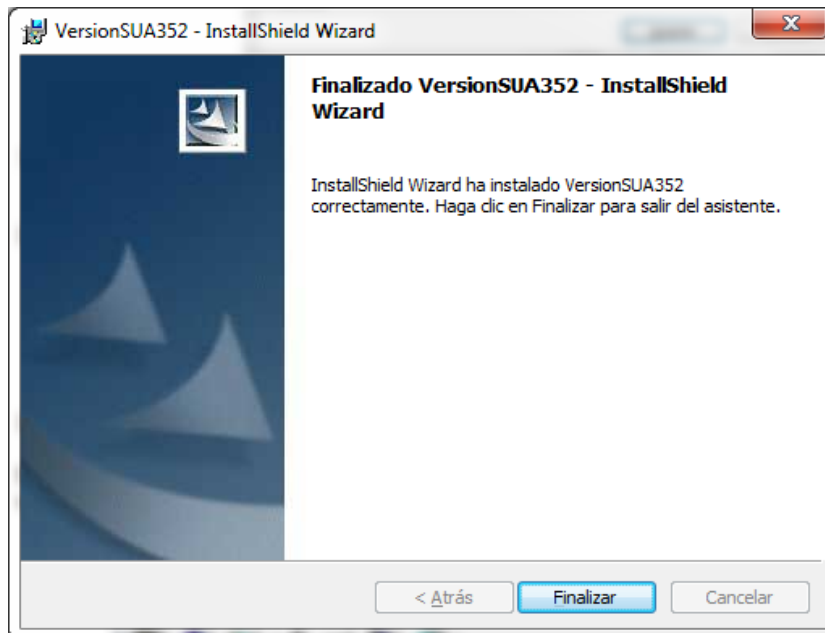 VersionSUA352 - InstallShield Wizard
X
Finalizado VersionSUA352 - InstallShield
Wizard
InstallShield Wizard ha instalado VersionSUA352
correctamente. Haga clic en Finalizar para salir del asistente.
< Atrás
Finalizar
Cancelar